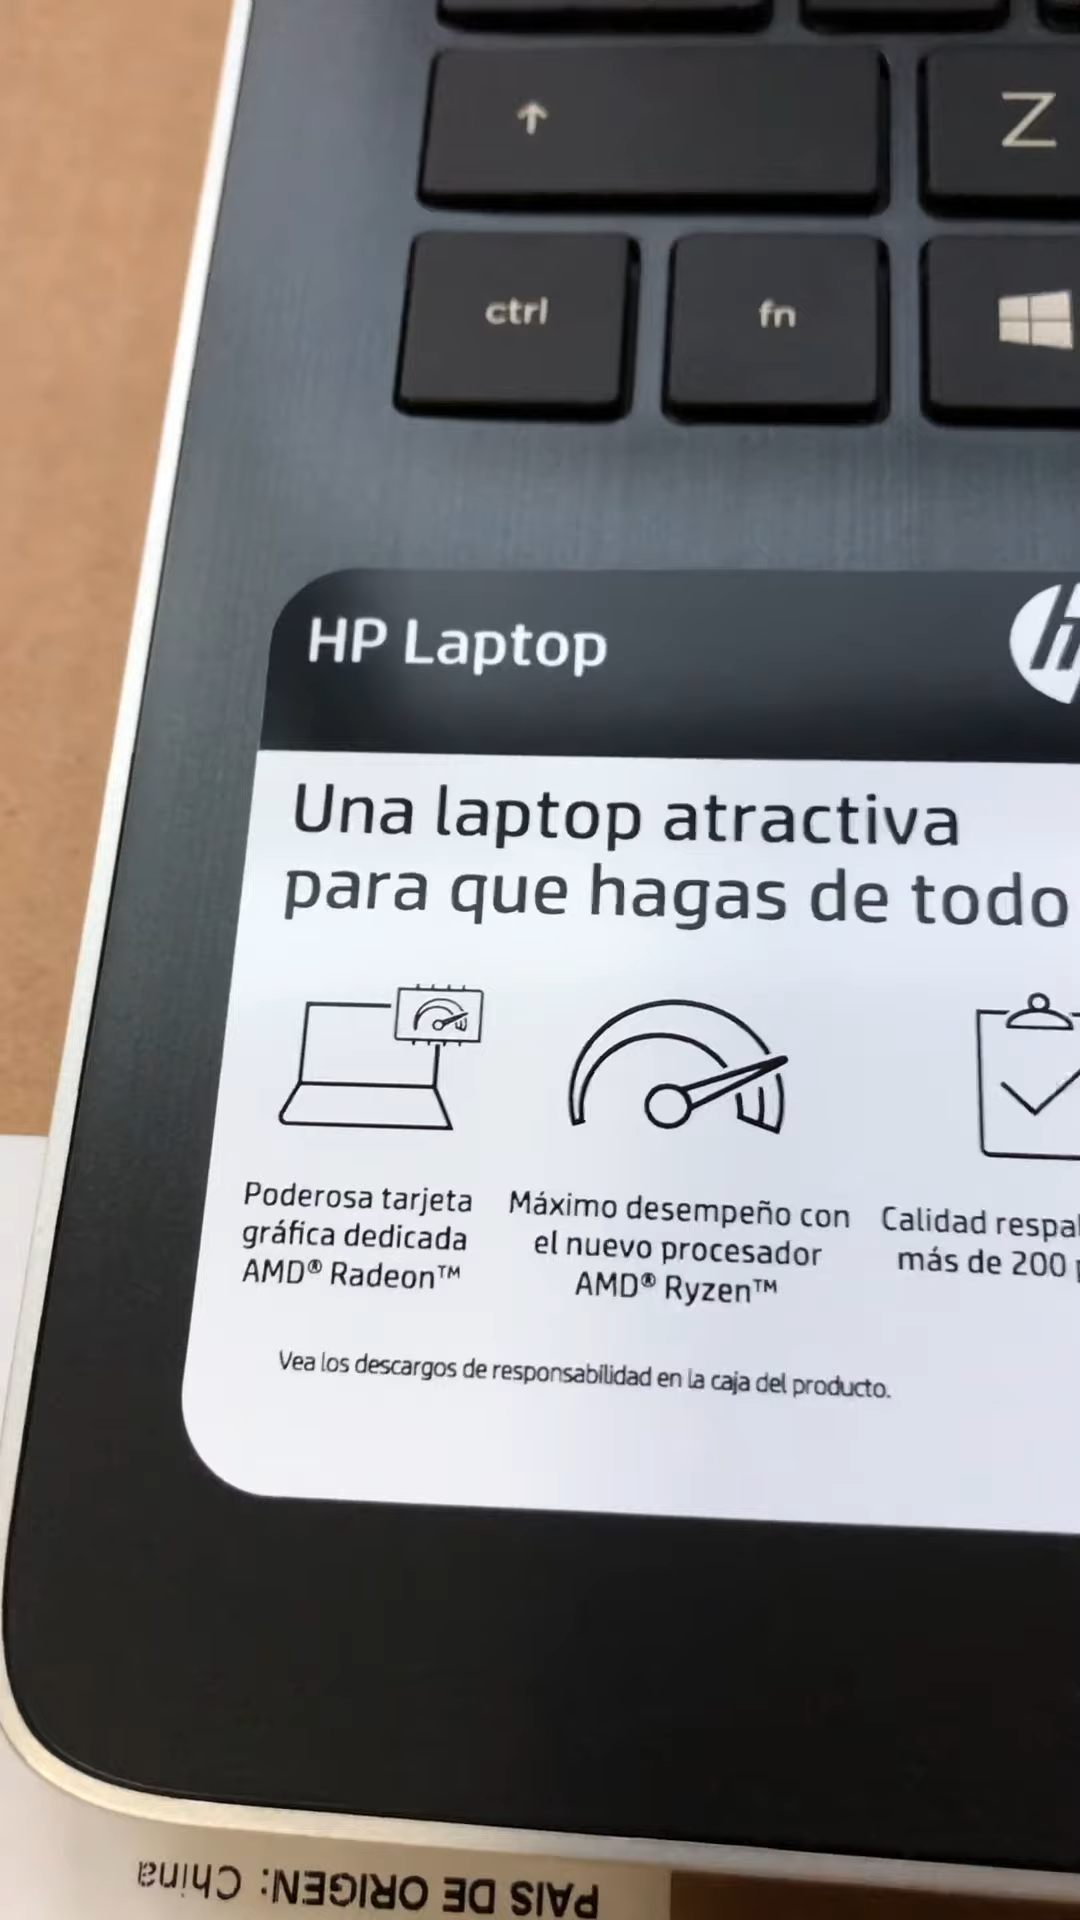 ↑
Z
ctrl
fn
HP Laptop
hp
Una laptop atractiva
para que hagas de todo
Poderosa tarjeta
gráfica dedicada
AMD® Radeon™
Máximo desempeño con
el nuevo procesador
AMD® Ryzen™
Calidad
más de 200
Vea los descargos de responsabilidad en la caja del producto.
PAIS DE ORIGEN: China